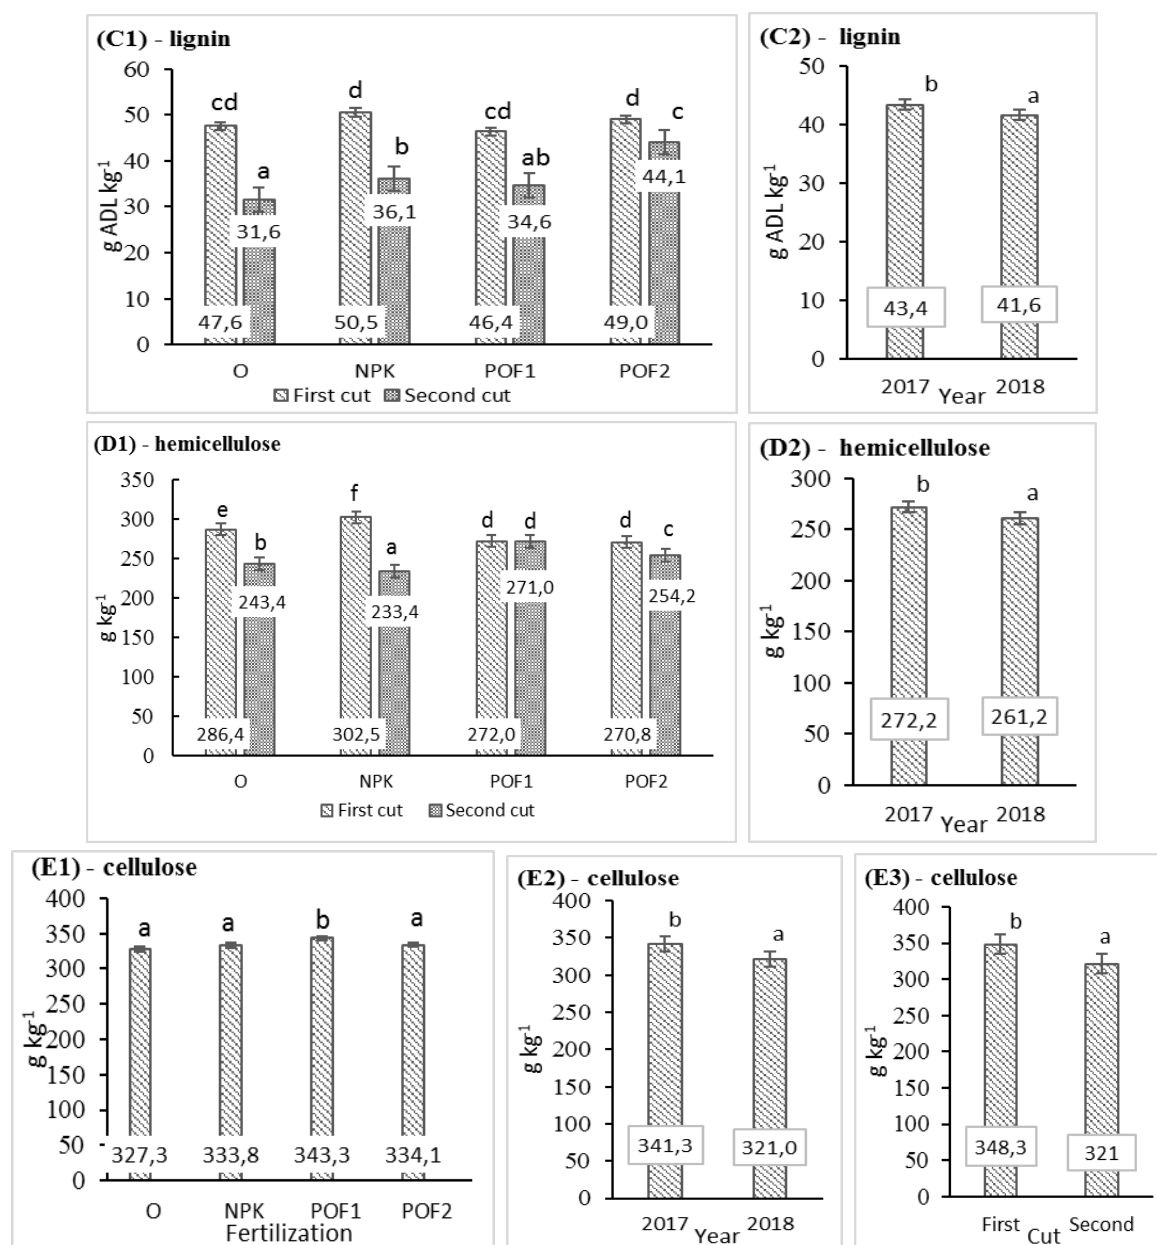 (C1) - lignin
60
50
40
30
20
10
0
g ADL kg-1
cd
a
d
b
cd
ab
d
c
47,6
31,6
50,5
36,1
46,4
34,6
49,0
44,1
O
NPK
POF1
POF2
First cut
Second cut
(C2) - lignin
50
40
30
20
10
0
g ADL kg-1
b
a
43,4
41,6
2017
2018
Year
(D1) - hemicellulose
350
300
250
200
150
100
50
0
g kg-1
e
b
f
a
d
d
d
c
286,4
243,4
302,5
233,4
272,0
271,0
270,8
254,2
O
NPK
POF1
POF2
First cut
Second cut
(D2) - hemicellulose
300
250
200
150
100
50
0
g kg-1
b
a
272,2
261,2
2017
2018
Year
(E1) - cellulose
400
350
300
250
200
150
100
50
0
g kg-1
a
a
b
a
327,3
333,8
343,3
334,1
O
NPK
POF1
POF2
Fertilization
(E2) - cellulose
400
350
300
250
200
150
100
50
0
g kg-1
b
a
341,3
321,0
2017
2018
Year
(E3) - cellulose
400
350
300
250
200
150
100
50
0
g kg-1
b
a
348,3
321
First
Second
Cut